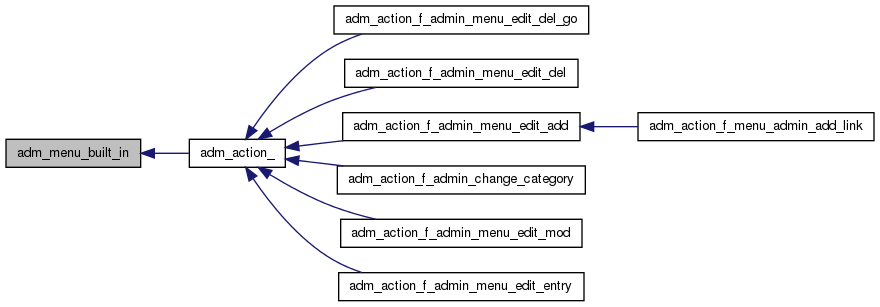 adm_action_f_admin_menu_edit_del_go
adm_action_f_admin_menu_edit_del
adm_action_f_admin_menu_edit_add
adm_action_f_menu_admin_add_link
adm_menu_built_in
adm_action_
adm_action_f_admin_change_category
adm_action_f_admin_menu_edit_mod
adm_action_f_admin_menu_edit_entry